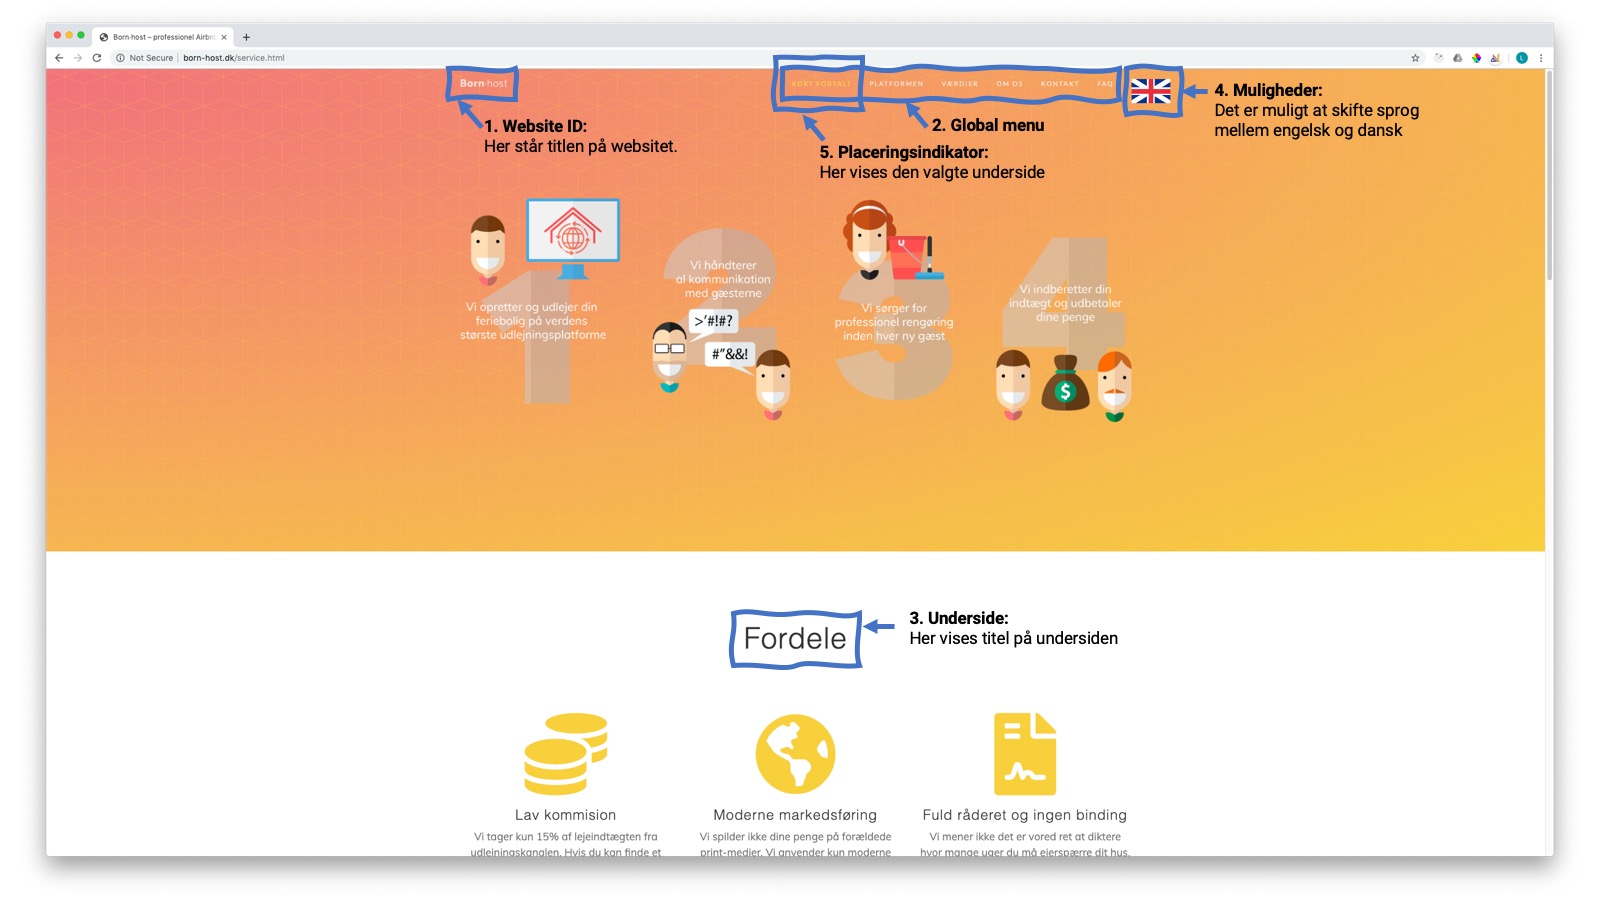 Born-host – professionel Airbn
Not Secure | born-host.dk/service.html
L
Born-host
KORT FORTALT PLATFORMEN VÆRDIER OM OS KONTAKT FAQ
1. Website ID:
Her står titlen på websitet.
2. Global menu
5. Placeringsindikator:
Her vises den valgte underside
4. Muligheder:
Det er muligt at skifte sprog
mellem engelsk og dansk
1
Vi opretter og udlejer din
feriebolig på verdens
største udlejningsplatforme
2
Vi håndterer
al kommunikation
med gæsterne
>'#!#?
#"&&!
3
Vi sørger for
professionel rengøring
inden hver ny gæst
4
Vi indberetter din
indtægt og udbetaler
dine penge
$
Fordele
3. Underside:
Her vises titel på undersiden
Lav kommision
Vi tager kun 15% af lejeindtægten fra
udlejningskanalen. Hvis du kan finde et
Moderne markedsføring
Vi spilder ikke dine penge på forældede
print-medier. Vi anvender kun moderne
Fuld råderet og ingen binding
Vi mener ikke det er vored ret at diktere
hvor mange uger du må ejerspærre dit hus.